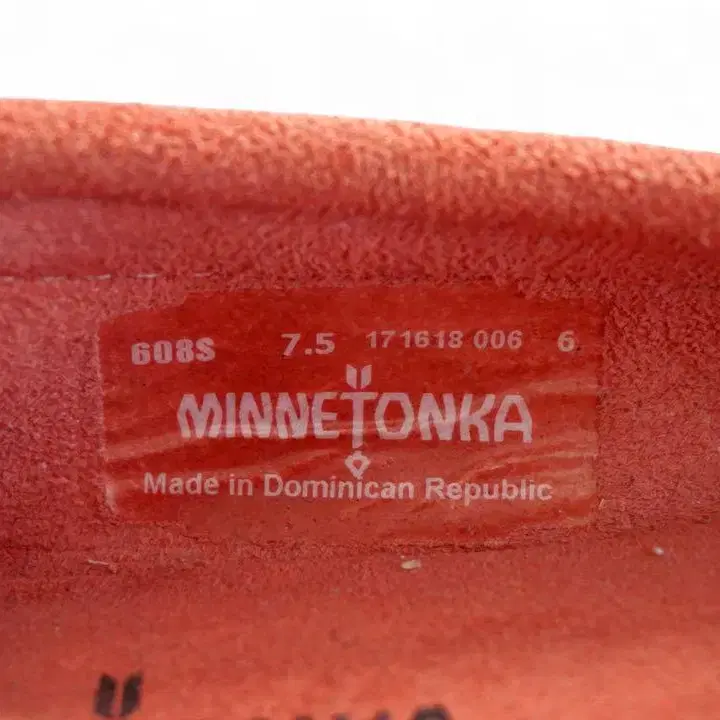 608S 7.5 171618 006 6
MINNETONKA
Made in Dominican Republic